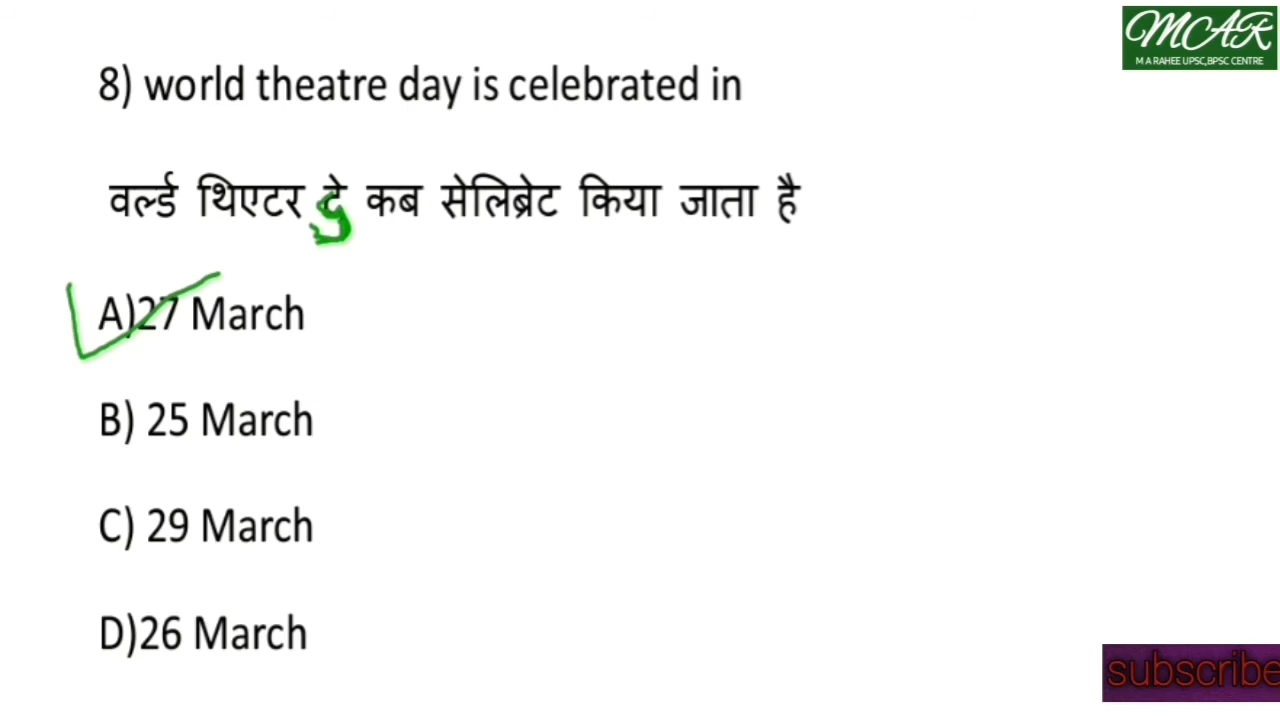 MCAR
M A RAHEE UPSC,BPSC CENTRE
8) world theatre day is celebrated in
वर्ल्ड थिएटर डे कब सेलिब्रेट किया जाता है
A)27 March
B) 25 March
C) 29 March
D)26 March
subscribe